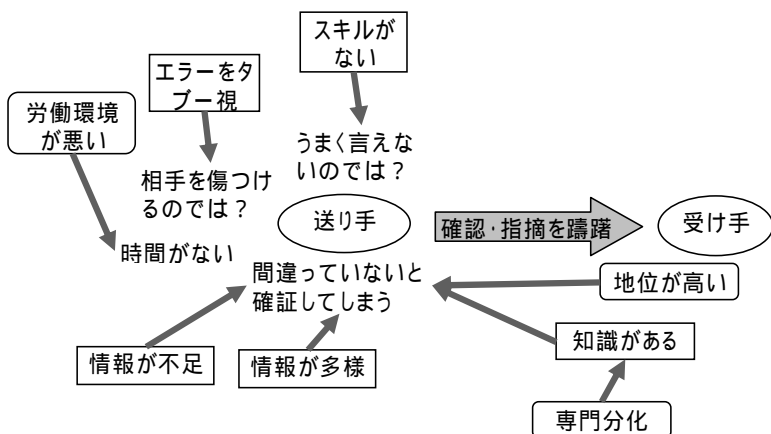 スキルが
ない
エラーをタ
ブー視
労働環境
が悪い
うまく言えな
いのでは?
相手を傷つけ
るのでは?
送り手
確認・指摘を躊躇
受け手
時間がない
間違っていないと
確証してしまう
地位が高い
情報が不足
情報が多様
知識がある
専門分化